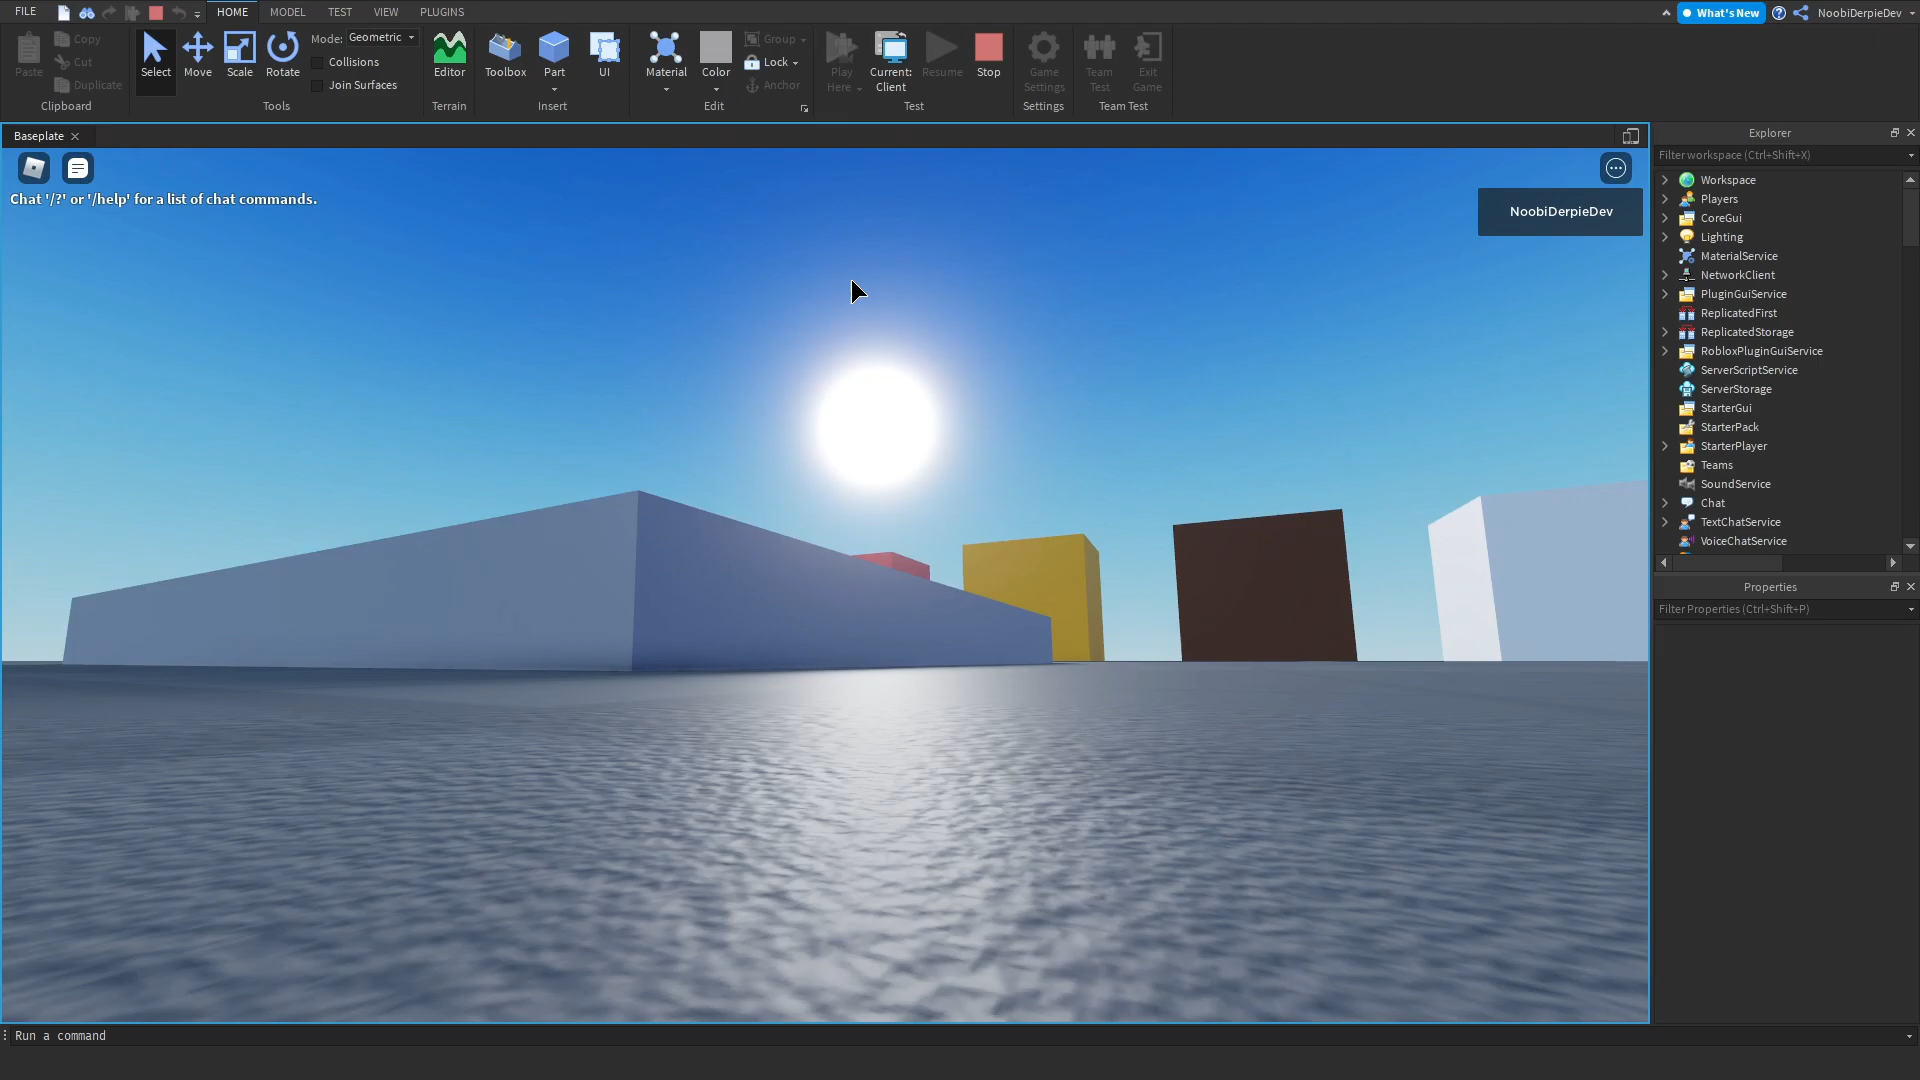 FILE HOME MODEL TEST VIEW PLUGINS What's New NoobiDerpieDev
Paste Copy Cut Duplicate
Clipboard
Select Move Scale Rotate Mode: Geometric
Collisions
Join Surfaces
Tools
Editor
Terrain
Toolbox Part UI
Insert
Material Color Group Lock Anchor
Edit
Play Here Current: Client Resume Stop
Test
Game Settings
Settings
Team Test Exit Game
Team Test
Baseplate
Chat '/?' or '/help' for a list of chat commands.
NoobiDerpieDev
Explorer
Filter workspace (Ctrl+Shift+X)
Workspace
Players
CoreGui
Lighting
MaterialService
NetworkClient
PluginGuiService
ReplicatedFirst
ReplicatedStorage
RobloxPluginGuiService
ServerScriptService
ServerStorage
StarterGui
StarterPack
StarterPlayer
Teams
SoundService
Chat
TextChatService
VoiceChatService
Properties
Filter Properties (Ctrl+Shift+P)
Run a command